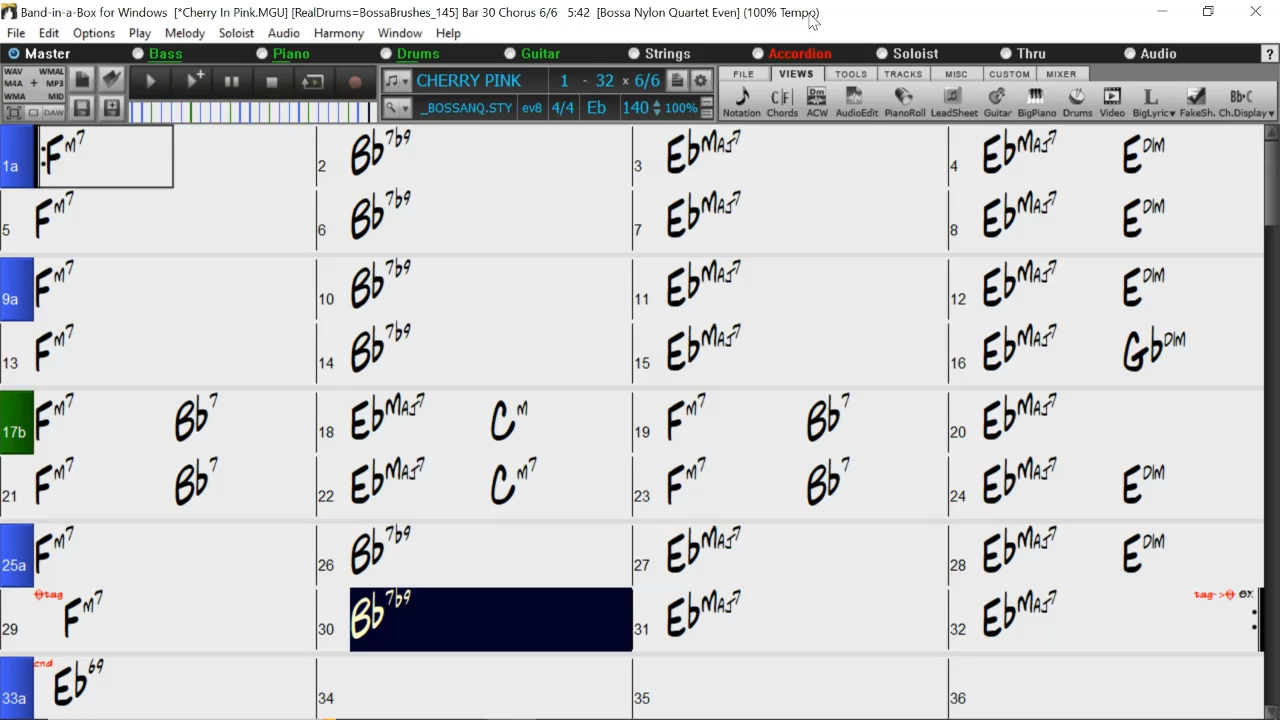 Band-in-a-Box for Windows [*Cherry In Pink.MGU] [RealDrums=BossaBrushes_145] Bar 30 Chorus 6/6 5:42 [Bossa Nylon Quartet Even] (100% Tempo)
File Edit Options Play Melody Soloist Audio Harmony Window Help
Master Bass Piano Drums Guitar Strings Accordion Soloist Thru Audio ?
WAV WMAL
M4A + MP3
WMA MID
DAW
CHERRY PINK 1 - 32 x 6/6
_BOSSANQ.STY ev8 4/4 Eb 140 100%
FILE VIEWS TOOLS TRACKS MISC CUSTOM MIXER
Notation Chords ACW AudioEdit PianoRoll LeadSheet Guitar BigPiano Drums Video BigLyric FakeSh. Ch.Display
1a :Fm7 2 Bb7b9 3 EbMAJ7 4 EbMAJ7 EDIM
5 Fm7 6 Bb7b9 7 EbMAJ7 8 EbMAJ7 EDIM
9a Fm7 10 Bb7b9 11 EbMAJ7 12 EbMAJ7 EDIM
13 Fm7 14 Bb7b9 15 EbMAJ7 16 EbMAJ7 GbDIM
17b Fm7 Bb7 18 EbMAJ7 Cm 19 Fm7 Bb7 20 EbMAJ7
21 Fm7 Bb7 22 EbMAJ7 Cm7 23 Fm7 Bb7 24 EbMAJ7 EDIM
25a Fm7 26 Bb7b9 27 EbMAJ7 28 EbMAJ7 EDIM
tag tag->
29 Fm7 30 Bb7b9 31 EbMAJ7 32 EbMAJ7 :
end
33a Eb69 34 35 36